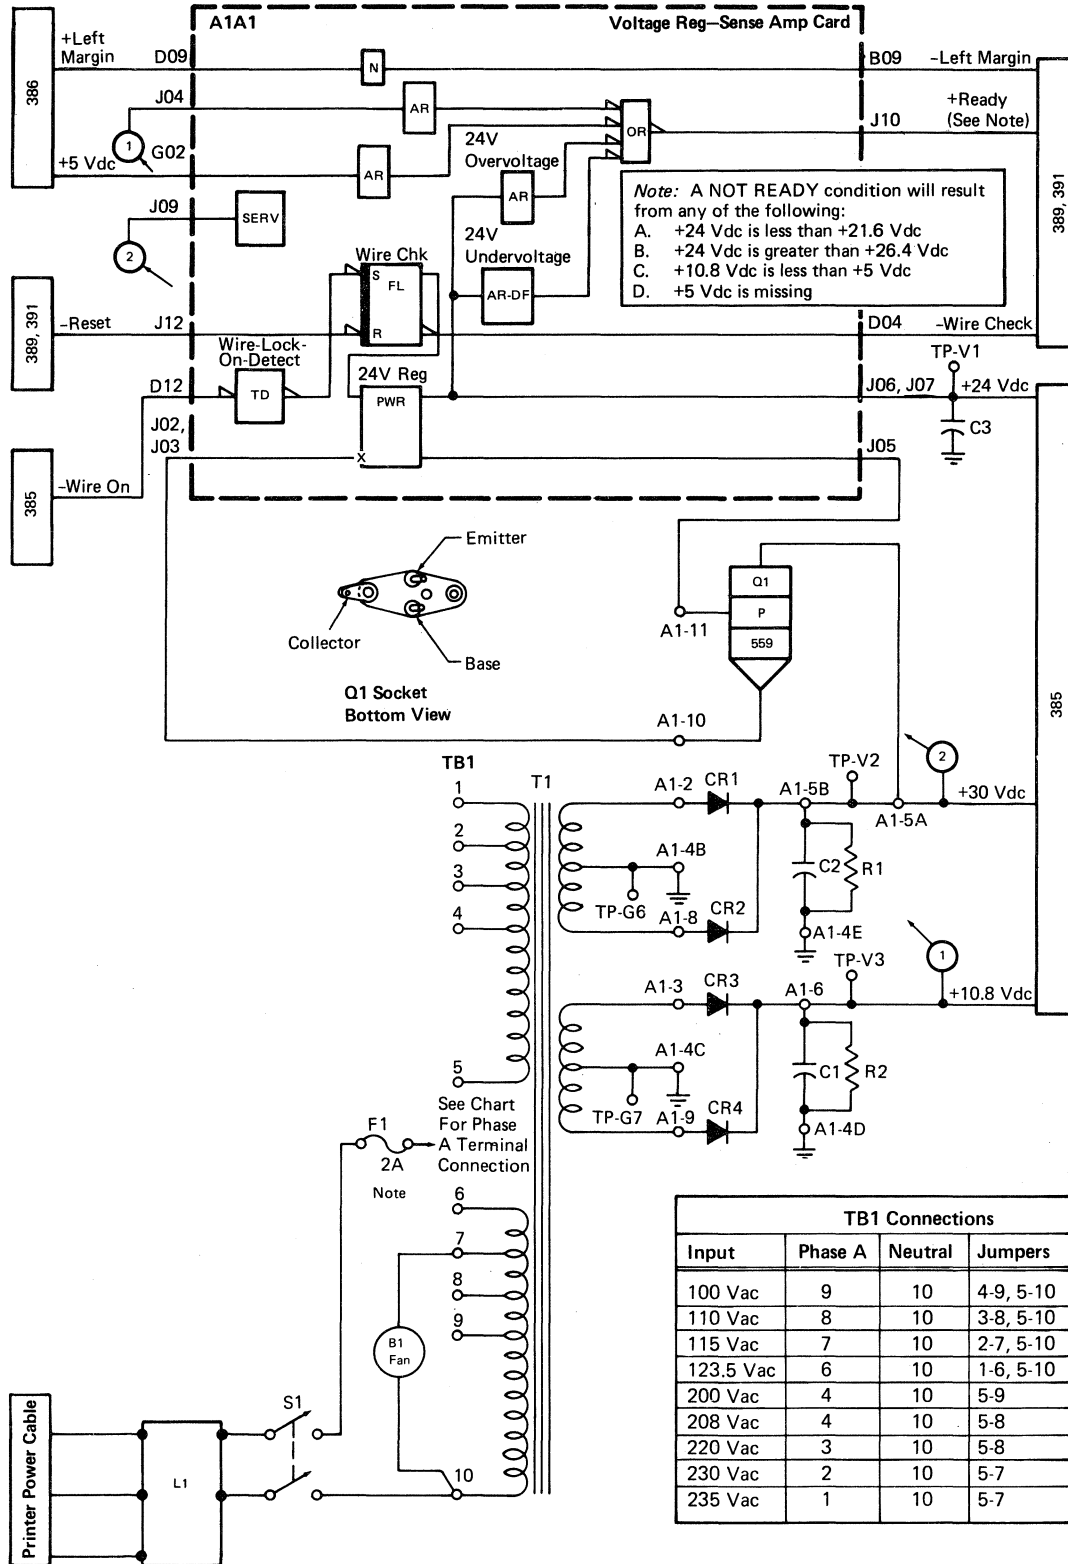 A1A1
Voltage Reg—Sense Amp Card
+Left
Margin
D09
N
B09
–Left Margin
386
J04
AR
1
G02
+5 Vdc
AR
OR
J10
+Ready
(See Note)
24V
Overvoltage
AR
389, 391
J09
SERV
2
24V
Undervoltage
AR-DF
Note: A NOT READY condition will result
from any of the following:
A. +24 Vdc is less than +21.6 Vdc
B. +24 Vdc is greater than +26.4 Vdc
C. +10.8 Vdc is less than +5 Vdc
D. +5 Vdc is missing
Wire Chk
S
FL
R
389, 391
–Reset
J12
D04
–Wire Check
Wire-Lock-
On-Detect
TD
D12
24V Reg
PWR
X
TP-V1
J06, J07
+24 Vdc
C3
J02,
J03
J05
385
–Wire On
Emitter
Collector
Base
Q1 Socket
Bottom View
Q1
P
559
A1-11
A1-10
385
TB1
T1
1
2
3
4
5
A1-2
CR1
A1-5B
TP-V2
2
+30 Vdc
A1-5A
A1-4B
TP-G6
C2
R1
A1-8
CR2
A1-4E
A1-3
CR3
A1-6
TP-V3
1
+10.8 Vdc
A1-4C
TP-G7
C1
R2
A1-9
CR4
A1-4D
See Chart
For Phase
A Terminal
Connection
F1
2A
Note
6
7
8
9
10
B1
Fan
S1
L1
Printer Power Cable
TB1 Connections
Input Phase A Neutral Jumpers
100 Vac 9 10 4-9, 5-10
110 Vac 8 10 3-8, 5-10
115 Vac 7 10 2-7, 5-10
123.5 Vac 6 10 1-6, 5-10
200 Vac 4 10 5-9
208 Vac 4 10 5-8
220 Vac 3 10 5-8
230 Vac 2 10 5-7
235 Vac 1 10 5-7